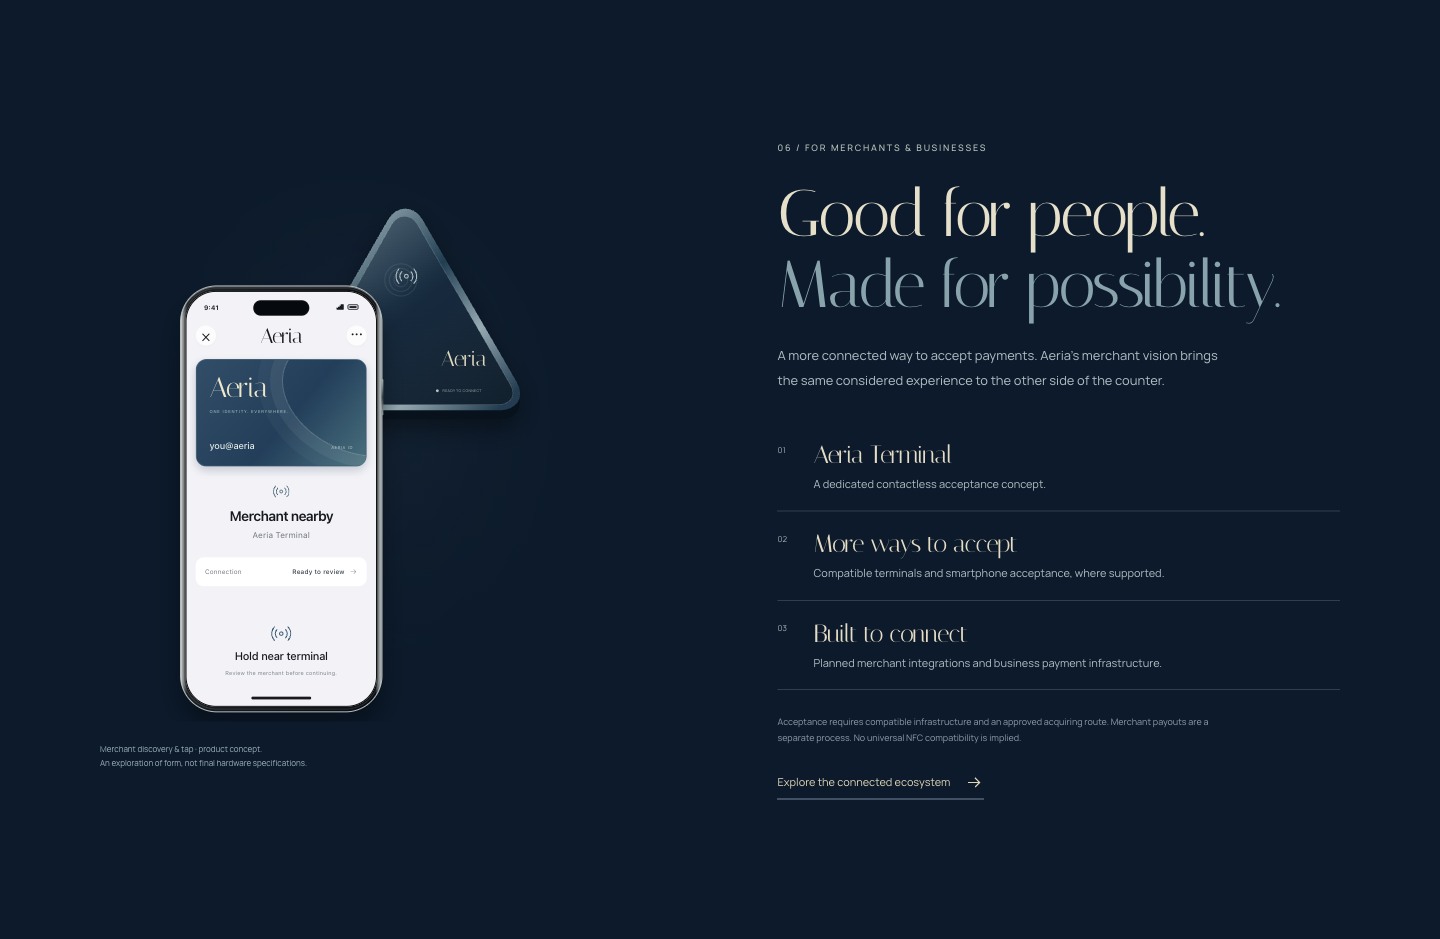 06 / FOR MERCHANTS & BUSINESSES
Good for people.
Made for possibility.
A more connected way to accept payments. Aeria's merchant vision brings
the same considered experience to the other side of the counter.
01
Aeria Terminal
A dedicated contactless acceptance concept.
02
More ways to accept
Compatible terminals and smartphone acceptance, where supported.
03
Built to connect
Planned merchant integrations and business payment infrastructure.
Acceptance requires compatible infrastructure and an approved acquiring route. Merchant payouts are a
separate process. No universal NFC compatibility is implied.
Explore the connected ecosystem
Aeria
READY TO CONNECT
9:41
Aeria
Aeria
ONE IDENTITY. EVERYWHERE.
you@aeria
AERIA ID
Merchant nearby
Aeria Terminal
Connection Ready to review
Hold near terminal
Review the merchant before continuing.
Merchant discovery & tap · product concept.
An exploration of form, not final hardware specifications.